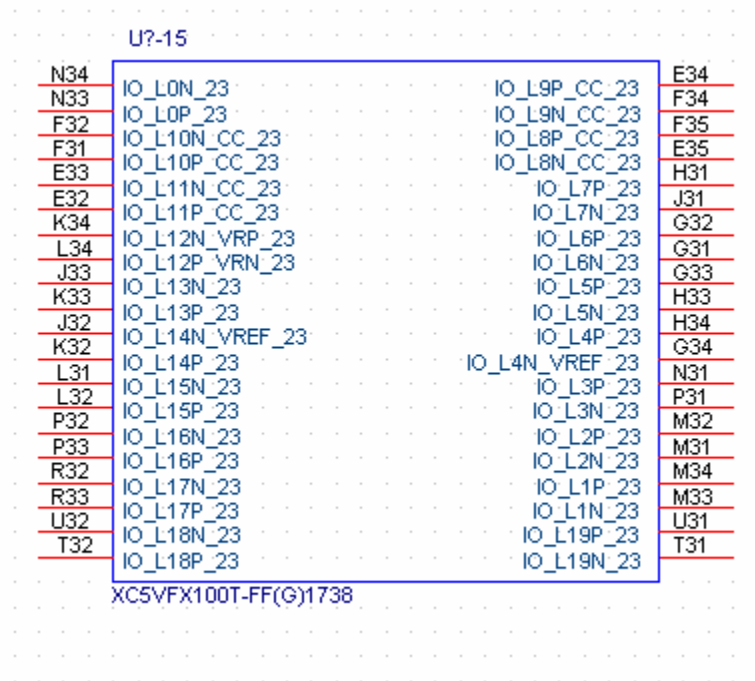 U?-15
N34 IO_L0N_23 IO_L9P_CC_23 E34
N33 IO_L0P_23 IO_L9N_CC_23 F34
F32 IO_L10N_CC_23 IO_L8P_CC_23 F35
F31 IO_L10P_CC_23 IO_L8N_CC_23 E35
E33 IO_L11N_CC_23 IO_L7P_23 H31
E32 IO_L11P_CC_23 IO_L7N_23 J31
K34 IO_L12N_VRP_23 IO_L6P_23 G32
L34 IO_L12P_VRN_23 IO_L6N_23 G31
J33 IO_L13N_23 IO_L5P_23 G33
K33 IO_L13P_23 IO_L5N_23 H33
J32 IO_L14N_VREF_23 IO_L4P_23 H34
K32 IO_L14P_23 IO_L4N_VREF_23 G34
L31 IO_L15N_23 IO_L3P_23 N31
L32 IO_L15P_23 IO_L3N_23 P31
P32 IO_L16N_23 IO_L2P_23 M32
P33 IO_L16P_23 IO_L2N_23 M31
R32 IO_L17N_23 IO_L1P_23 M34
R33 IO_L17P_23 IO_L1N_23 M33
U32 IO_L18N_23 IO_L19P_23 U31
T32 IO_L18P_23 IO_L19N_23 T31
XC5VFX100T-FF(G)1738